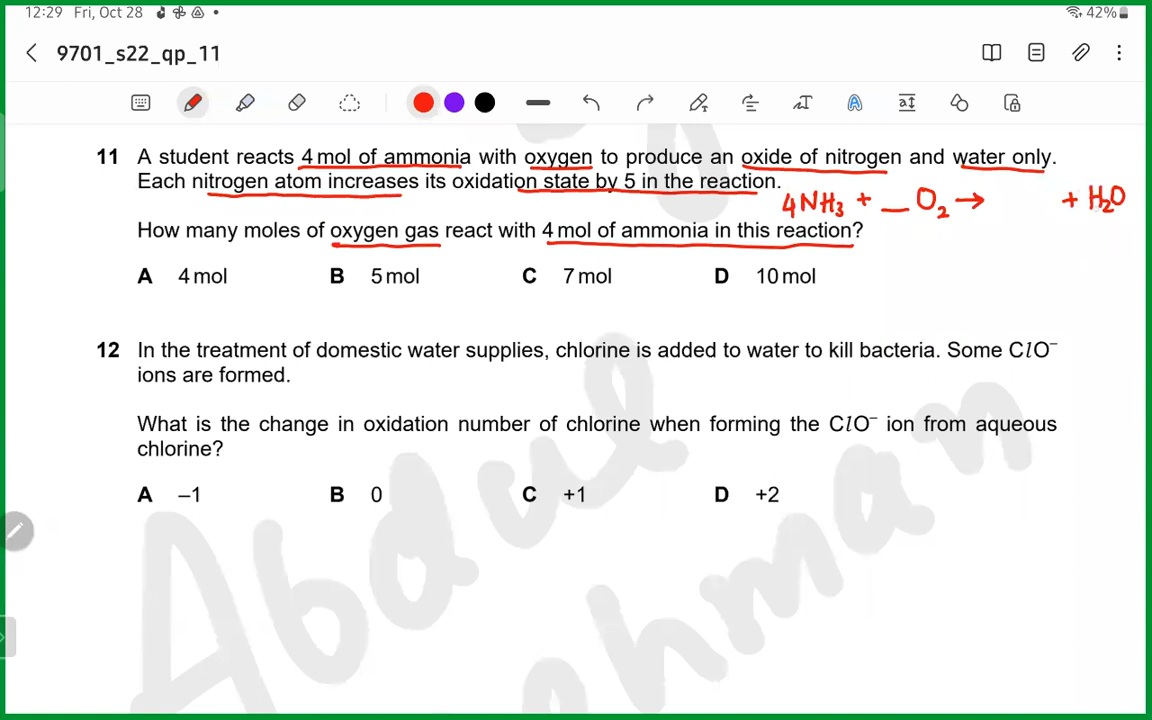 12:29 Fri, Oct 28
42%
9701_s22_qp_11
11 A student reacts 4 mol of ammonia with oxygen to produce an oxide of nitrogen and water only.
Each nitrogen atom increases its oxidation state by 5 in the reaction.
4NH₃ + _ O₂ → + H₂O
How many moles of oxygen gas react with 4 mol of ammonia in this reaction?
A 4 mol B 5 mol C 7 mol D 10 mol
12 In the treatment of domestic water supplies, chlorine is added to water to kill bacteria. Some ClO⁻
ions are formed.
What is the change in oxidation number of chlorine when forming the ClO⁻ ion from aqueous
chlorine?
A –1 B 0 C +1 D +2
Abdul